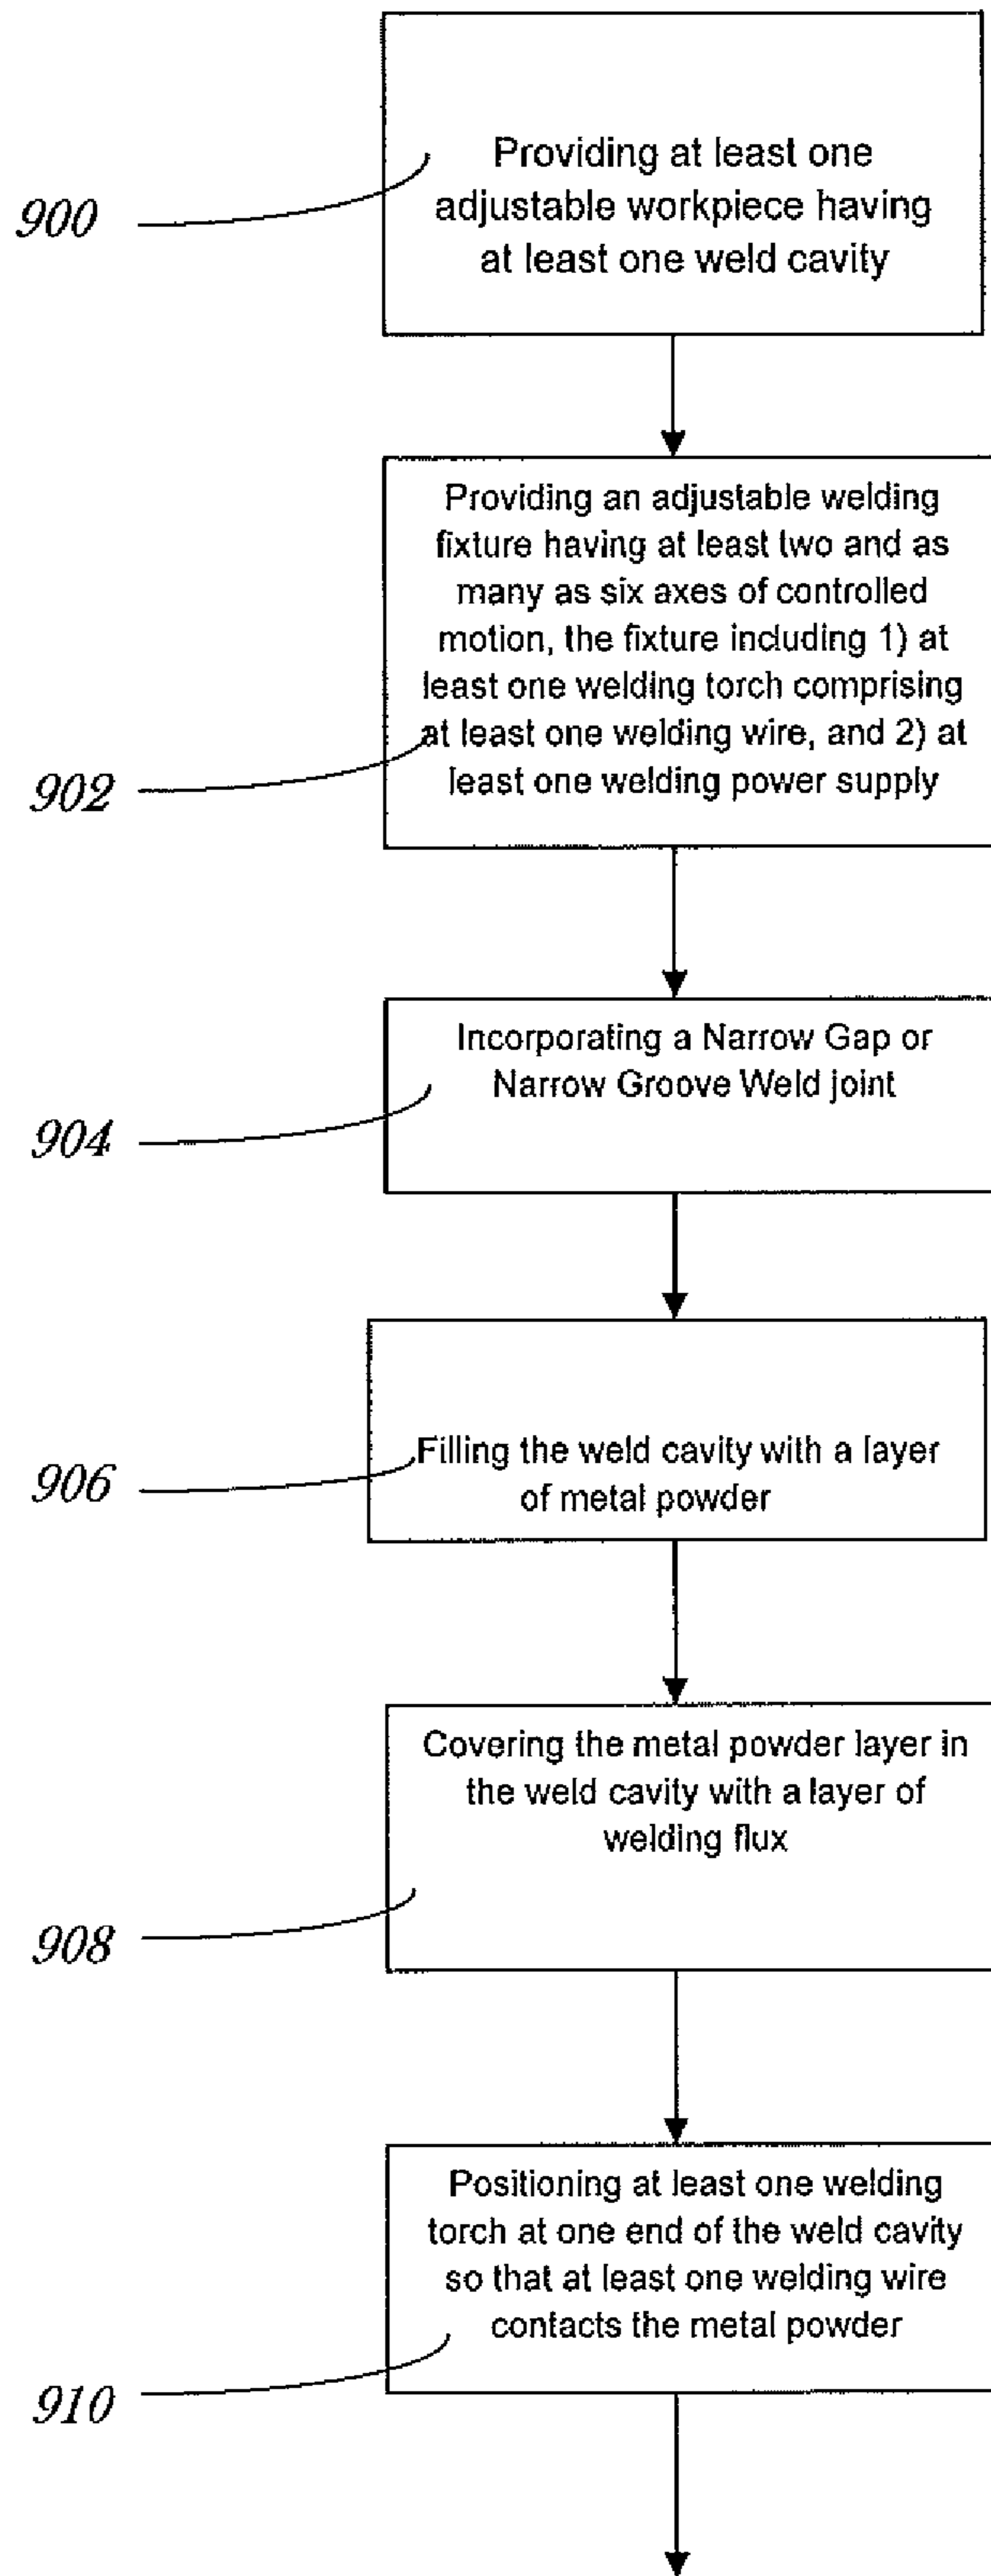 900
Providing at least one
adjustable workpiece having
at least one weld cavity
902
Providing an adjustable welding
fixture having at least two and as
many as six axes of controlled
motion, the fixture including 1) at
least one welding torch comprising
at least one welding wire, and 2) at
least one welding power supply
904
Incorporating a Narrow Gap or
Narrow Groove Weld joint
906
Filling the weld cavity with a layer
of metal powder
908
Covering the metal powder layer in
the weld cavity with a layer of
welding flux
910
Positioning at least one welding
torch at one end of the weld cavity
so that at least one welding wire
contacts the metal powder